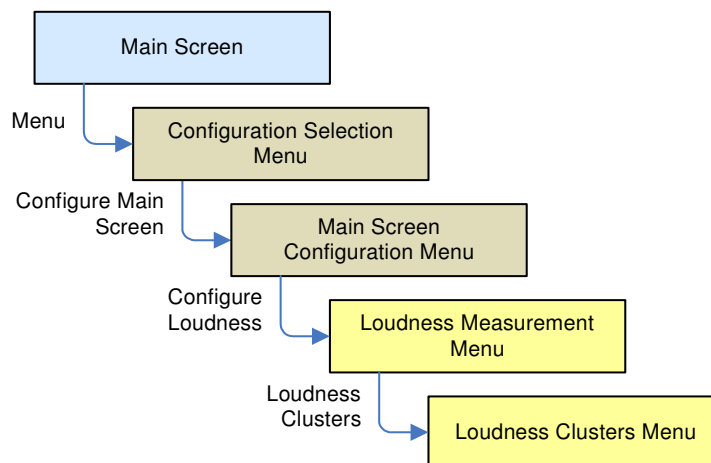 Main Screen
Menu
Configuration Selection
Menu
Configure Main
Screen
Main Screen
Configuration Menu
Configure
Loudness
Loudness Measurement
Menu
Loudness
Clusters
Loudness Clusters Menu